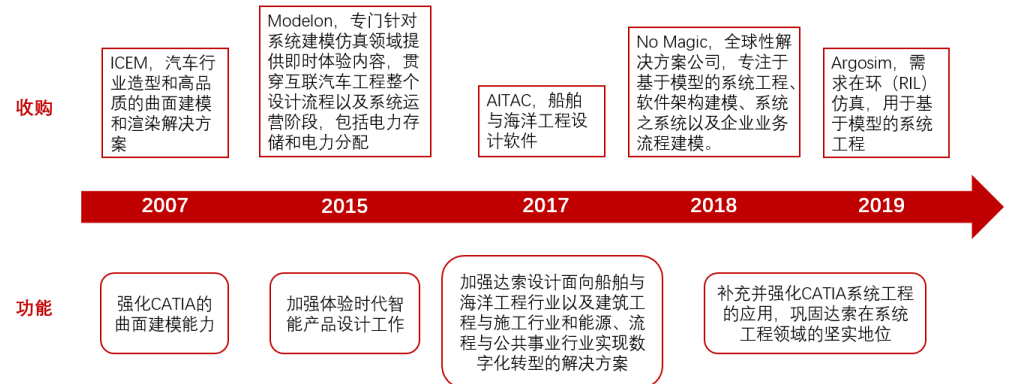 收购
ICEM，汽车行
业造型和高品
质的曲面建模
和渲染解决方
案
Modelon，专门针对
系统建模仿真领域提
供即时体验内容，贯
穿互联汽车工程整个
设计流程以及系统运
营阶段，包括电力存
储和电力分配
AITAC，船舶
与海洋工程设
计软件
No Magic，全球性解
决方案公司，专注于
基于模型的系统工程、
软件架构建模、系统
之系统以及企业业务
流程建模。
Argosim，需
求在环（RIL）
仿真，用于基
于模型的系统
工程
2007
2015
2017
2018
2019
功能
强化CATIA的
曲面建模能力
加强体验时代智
能产品设计工作
加强达索设计面向船舶与
海洋工程行业以及建筑工
程与施工行业和能源、流
程与公共事业行业实现数
字化转型的解决方案
补充并强化CATIA系统工程
的应用，巩固达索在系统
工程领域的坚实地位